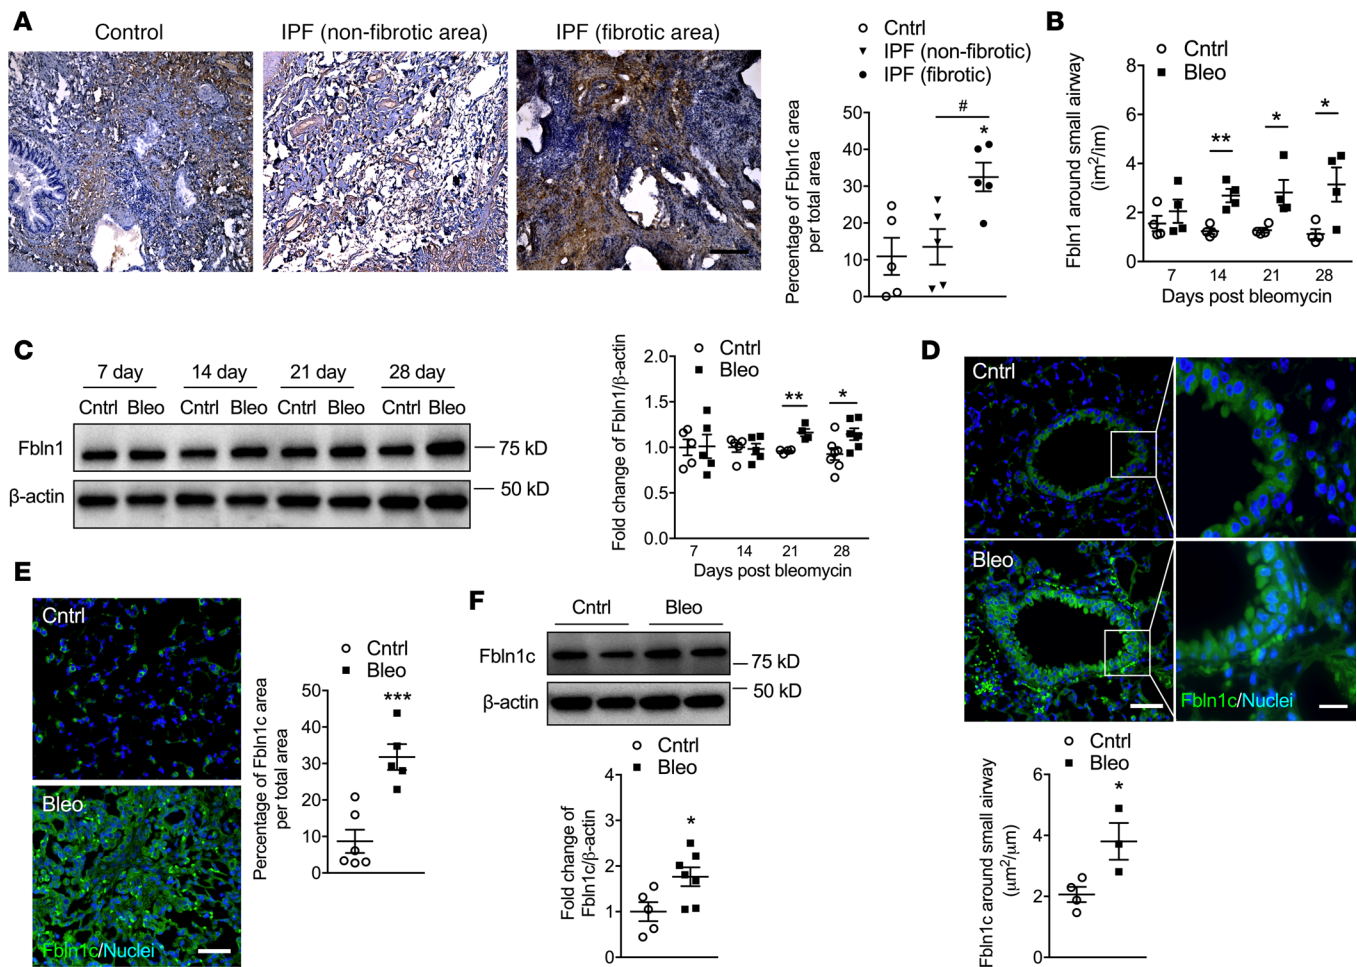 A
Control
IPF (non-fibrotic area)
IPF (fibrotic area)
Cntrl
IPF (non-fibrotic)
IPF (fibrotic)
Percentage of Fbln1c area
per total area
50
40
30
20
10
0
#
*
B
Cntrl
Bleo
Fbln1 around small airway
(im²/im)
8
6
4
2
0
**
*
*
7 14 21 28
Days post bleomycin
C
7 day 14 day 21 day 28 day
Cntrl Bleo Cntrl Bleo Cntrl Bleo Cntrl Bleo
Fbln1
75 kD
β-actin
50 kD
Fold change of Fbln1/β-actin
2.0
1.5
1.0
0.5
0.0
Cntrl
Bleo
**
*
7 14 21 28
Days post bleomycin
D
Cntrl
Bleo
Fbln1c/Nuclei
Cntrl
Bleo
Fbln1c around small airway
(μm²/μm)
6
4
2
0
*
E
Cntrl
Bleo
Fbln1c/Nuclei
Cntrl
Bleo
Percentage of Fbln1c area
per total area
50
40
30
20
10
0
***
F
Cntrl Bleo
Fbln1c
75 kD
β-actin
50 kD
Cntrl
Bleo
Fold change of
Fbln1c/β-actin
4
3
2
1
0
*